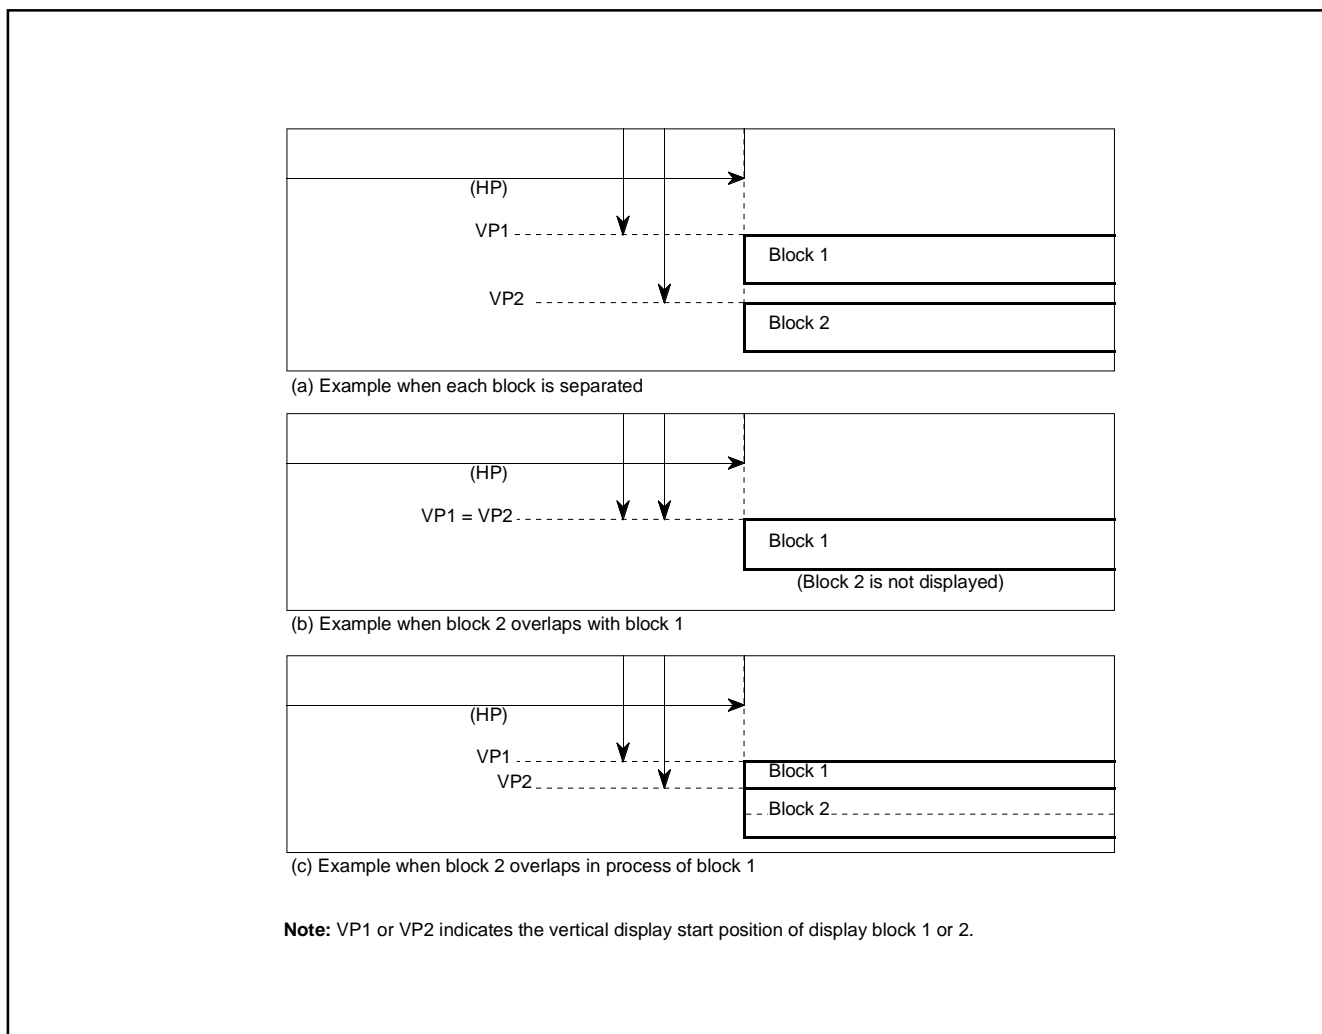 (HP)
VP1
Block 1
VP2
Block 2
(a) Example when each block is separated
(HP)
VP1 = VP2
Block 1
(Block 2 is not displayed)
(b) Example when block 2 overlaps with block 1
(HP)
VP1
Block 1
VP2
Block 2
(c) Example when block 2 overlaps in process of block 1
Note: VP1 or VP2 indicates the vertical display start position of display block 1 or 2.